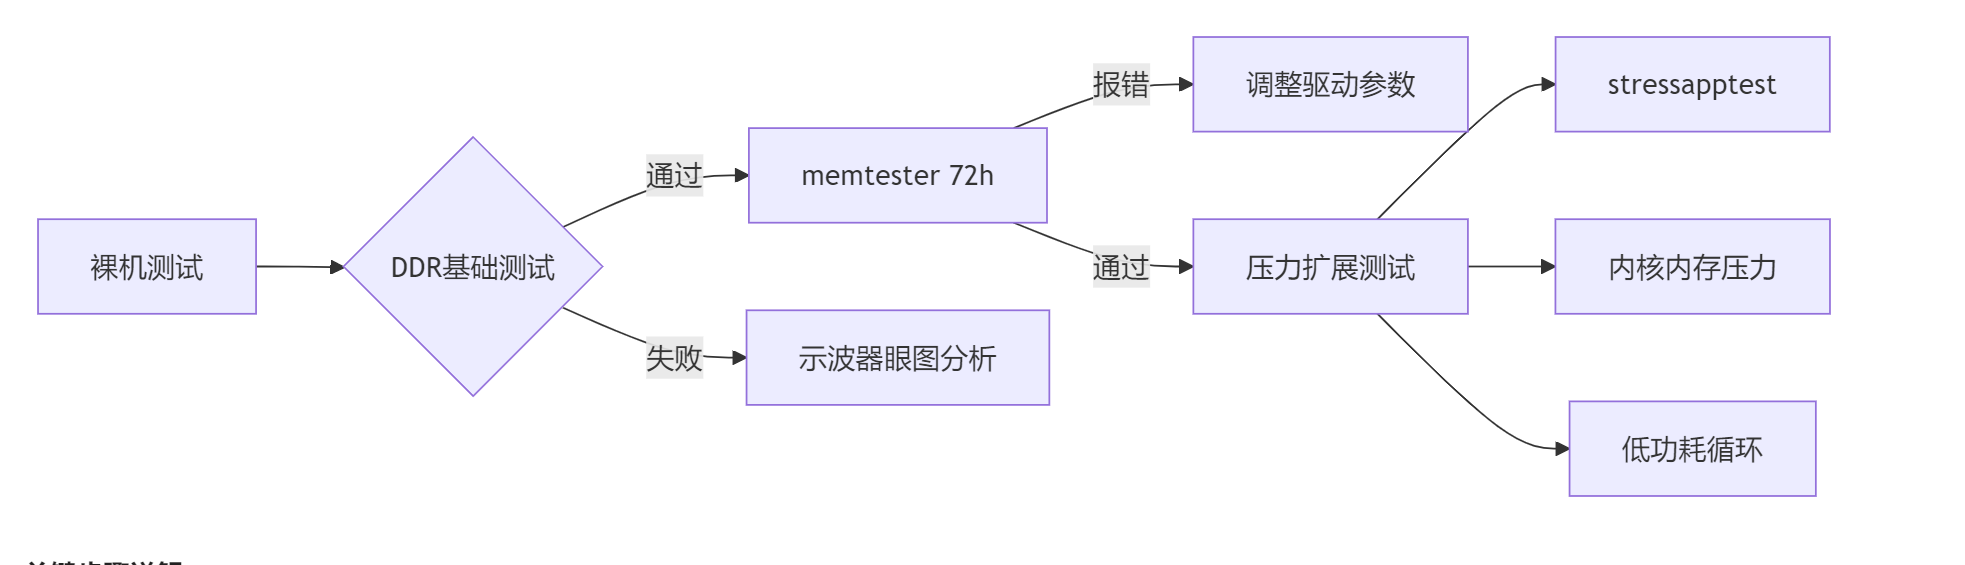 裸机测试
DDR基础测试
通过
失败
memtester 72h
示波器眼图分析
报错
通过
调整驱动参数
压力扩展测试
stressapptest
内核内存压力
低功耗循环